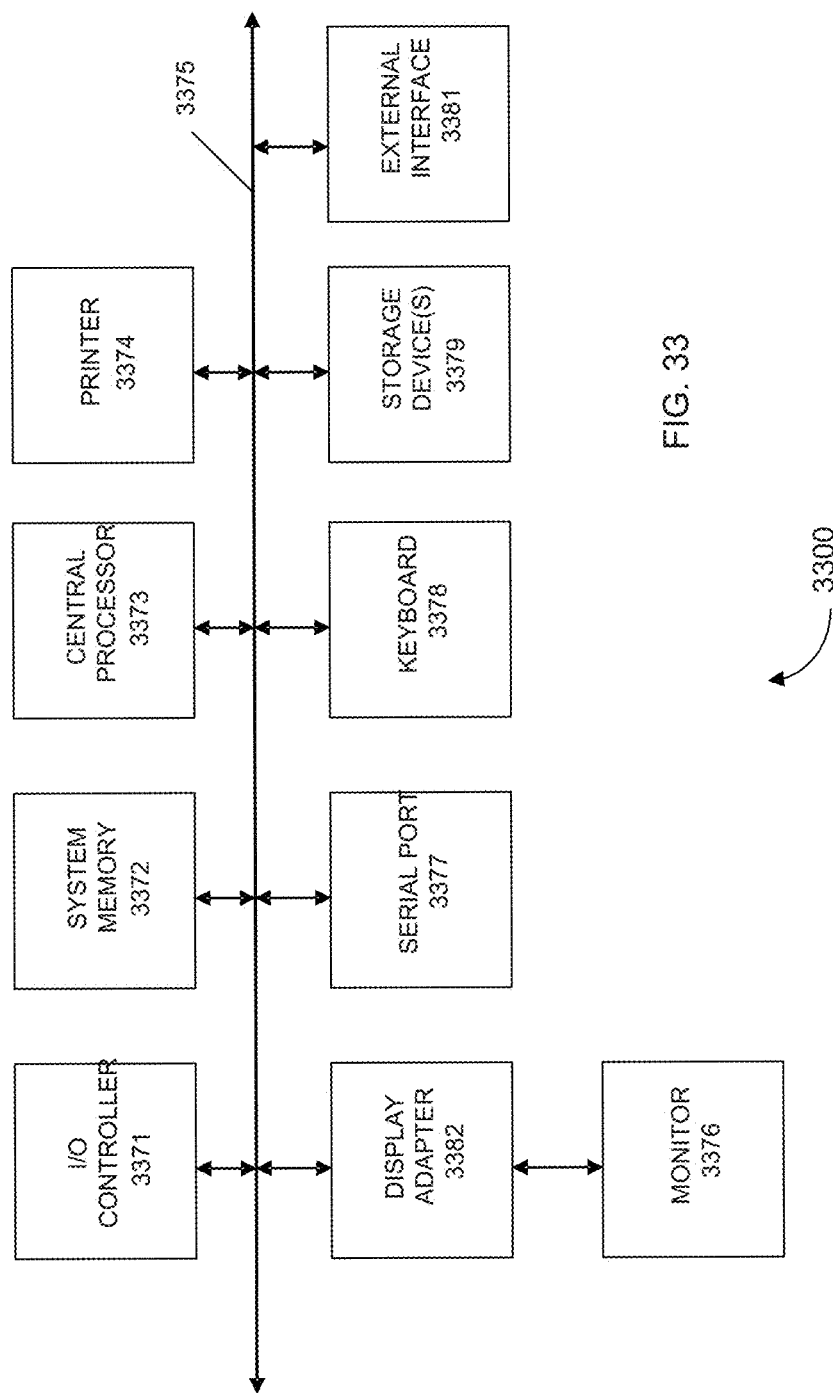 I/O
CONTROLLER
3371
SYSTEM
MEMORY
3372
CENTRAL
PROCESSOR
3373
PRINTER
3374
3375
DISPLAY
ADAPTER
3382
SERIAL PORT
3377
KEYBOARD
3378
STORAGE
DEVICE(S)
3379
EXTERNAL
INTERFACE
3381
MONITOR
3376
FIG. 33
3300